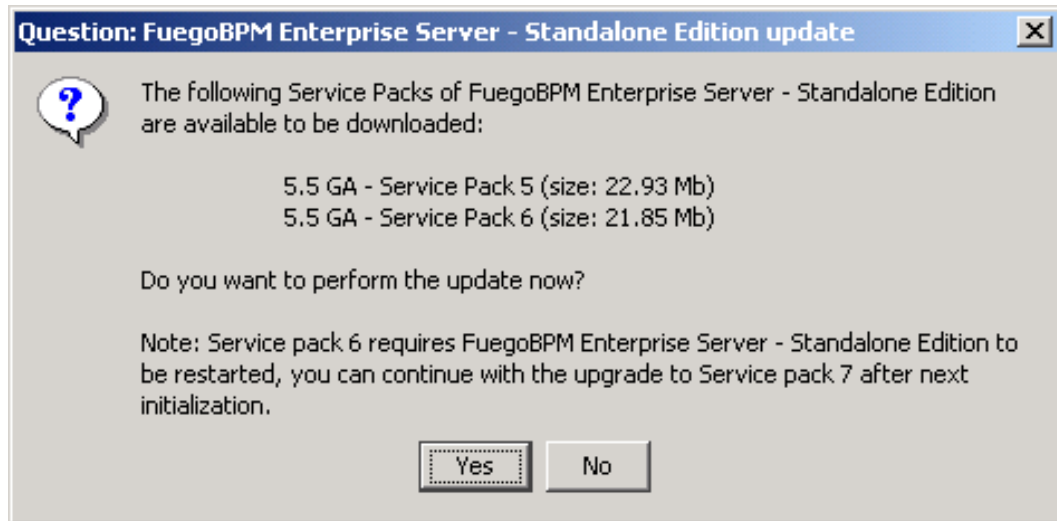 Question: FuegoBPM Enterprise Server - Standalone Edition update
The following Service Packs of FuegoBPM Enterprise Server - Standalone Edition
are available to be downloaded:
5.5 GA - Service Pack 5 (size: 22.93 Mb)
5.5 GA - Service Pack 6 (size: 21.85 Mb)
Do you want to perform the update now?
Note: Service pack 6 requires FuegoBPM Enterprise Server - Standalone Edition to
be restarted, you can continue with the upgrade to Service pack 7 after next
initialization.
Yes No